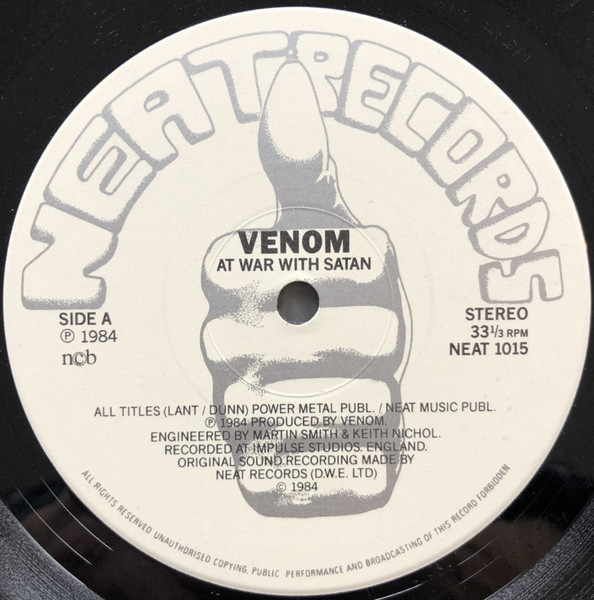 NEAT RECORDS
VENOM
AT WAR WITH SATAN
SIDE A
℗ 1984
n©b
STEREO
33 1/3 RPM
NEAT 1015
ALL TITLES (LANT / DUNN) POWER METAL PUBL. / NEAT MUSIC PUBL.
℗ 1984 PRODUCED BY VENOM.
ENGINEERED BY MARTIN SMITH & KEITH NICHOL.
RECORDED AT IMPULSE STUDIOS. ENGLAND.
ORIGINAL SOUND.RECORDING MADE BY
NEAT RECORDS (D.W.E. LTD)
© 1984
ALL RIGHTS RESERVED UNAUTHORISED COPYING, PUBLIC PERFORMANCE AND BROADCASTING OF THIS RECORD FORBIDDEN